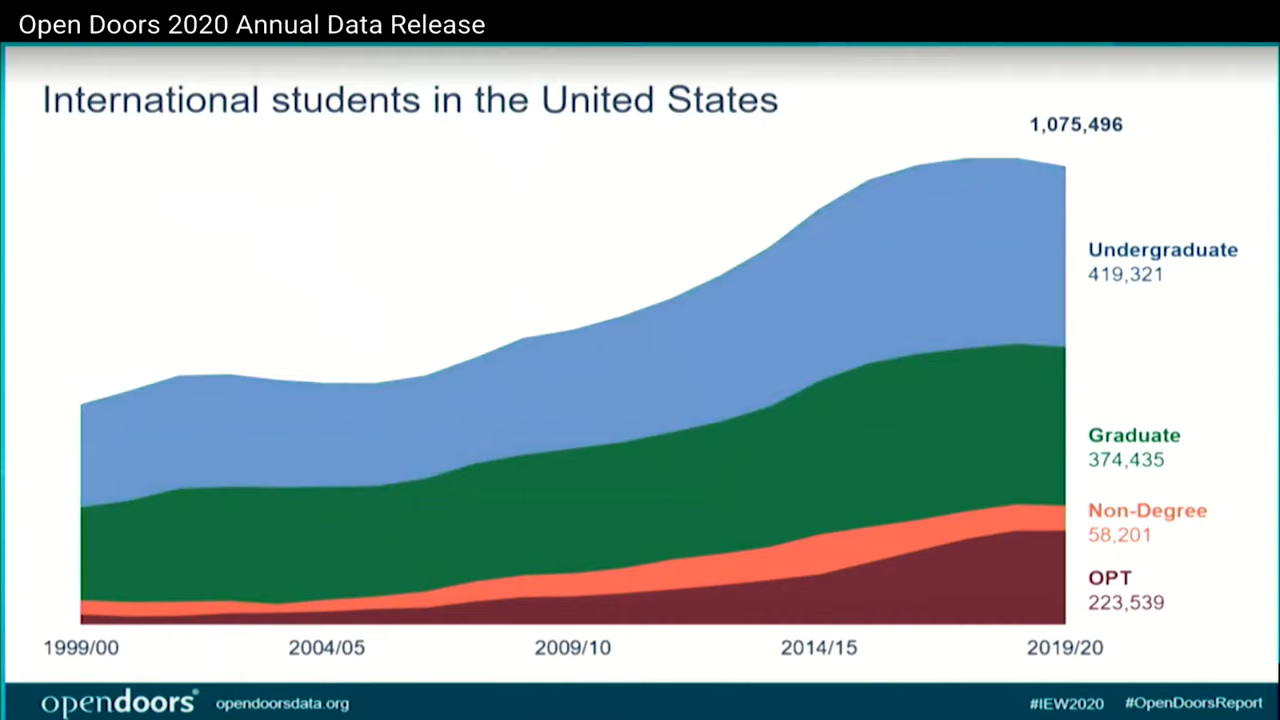 Open Doors 2020 Annual Data Release
International students in the United States
1,075,496
Undergraduate
419,321
Graduate
374,435
Non-Degree
58,201
OPT
223,539
1999/00 2004/05 2009/10 2014/15 2019/20
opendoors® opendoorsdata.org #IEW2020 #OpenDoorsReport